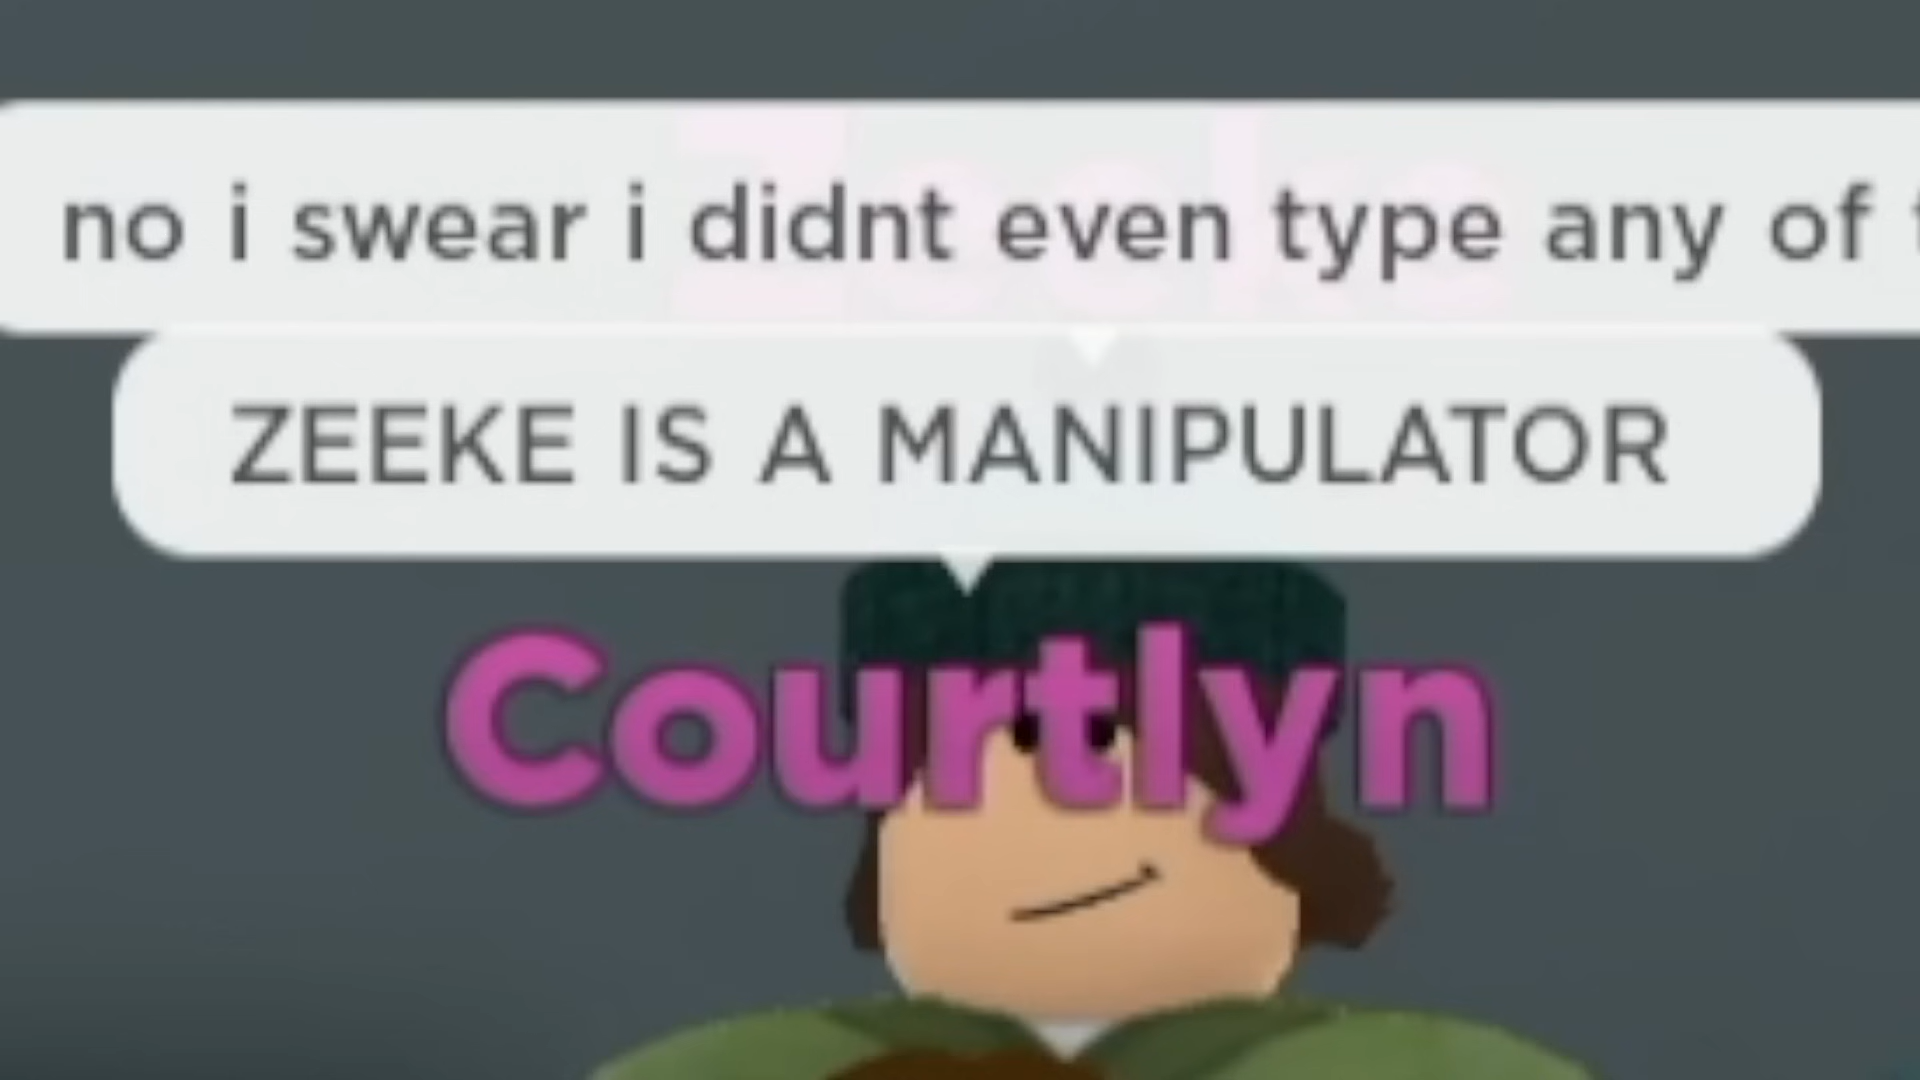 no i swear i didnt even type any of
ZEEKE IS A MANIPULATOR
Courtlyn